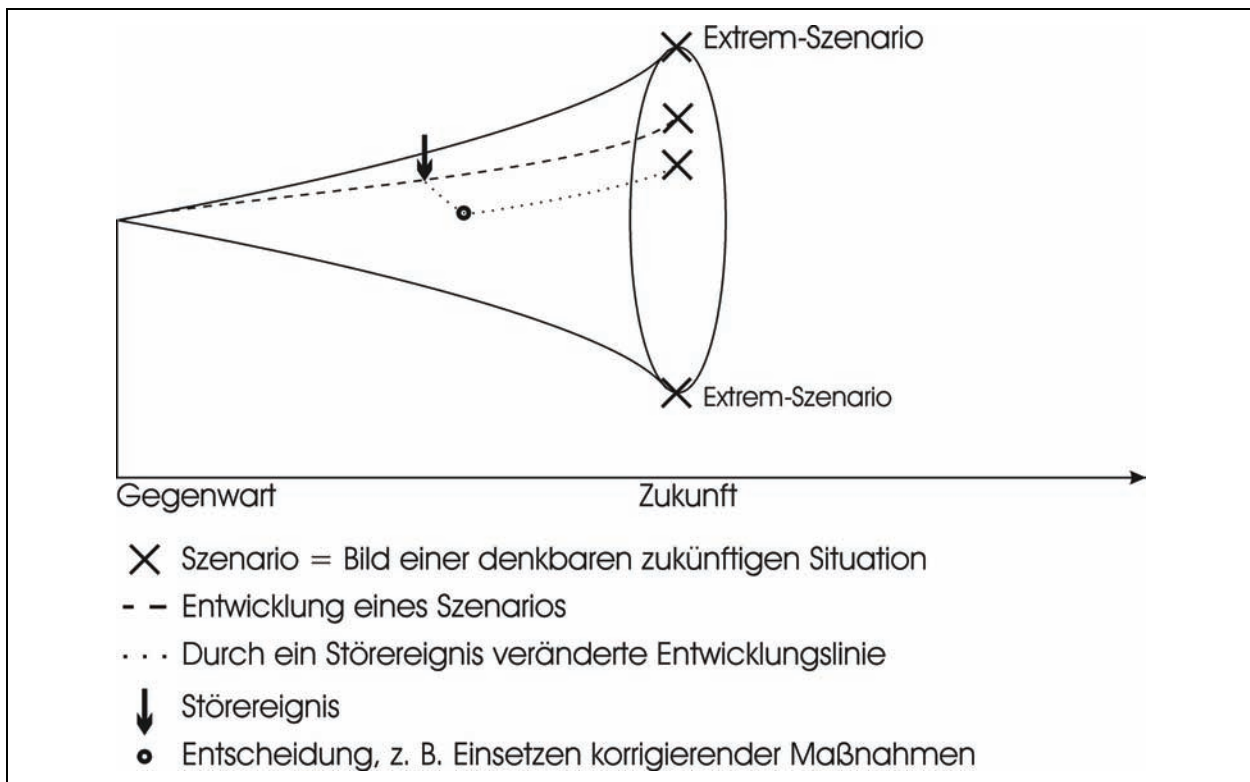 Extrem-Szenario
Extrem-Szenario
Gegenwart Zukunft
Szenario = Bild einer denkbaren zukünftigen Situation
Entwicklung eines Szenarios
Durch ein Störereignis veränderte Entwicklungslinie
Störereignis
Entscheidung, z. B. Einsetzen korrigierender Maßnahmen